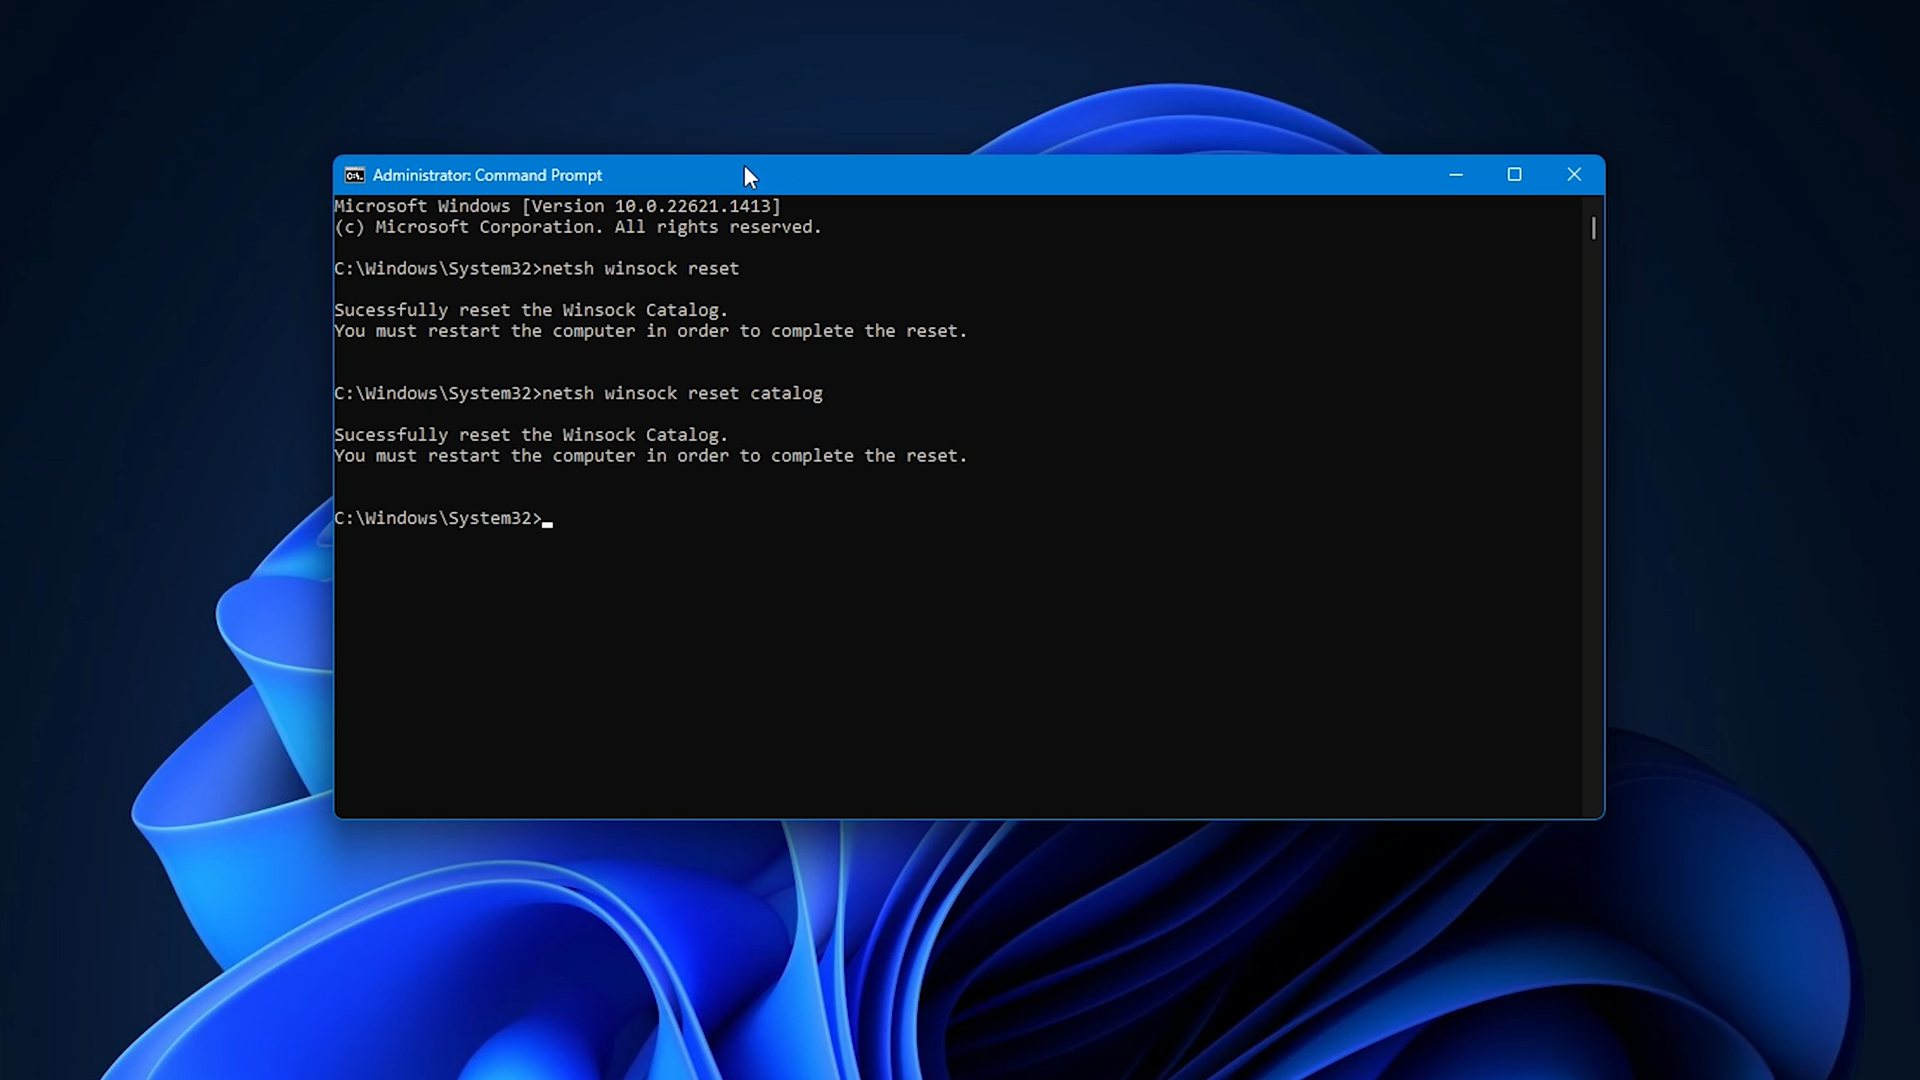 Administrator: Command Prompt
Microsoft Windows [Version 10.0.22621.1413]
(c) Microsoft Corporation. All rights reserved.
C:\Windows\System32>netsh winsock reset
Sucessfully reset the Winsock Catalog.
You must restart the computer in order to complete the reset.
C:\Windows\System32>netsh winsock reset catalog
Sucessfully reset the Winsock Catalog.
You must restart the computer in order to complete the reset.
C:\Windows\System32>